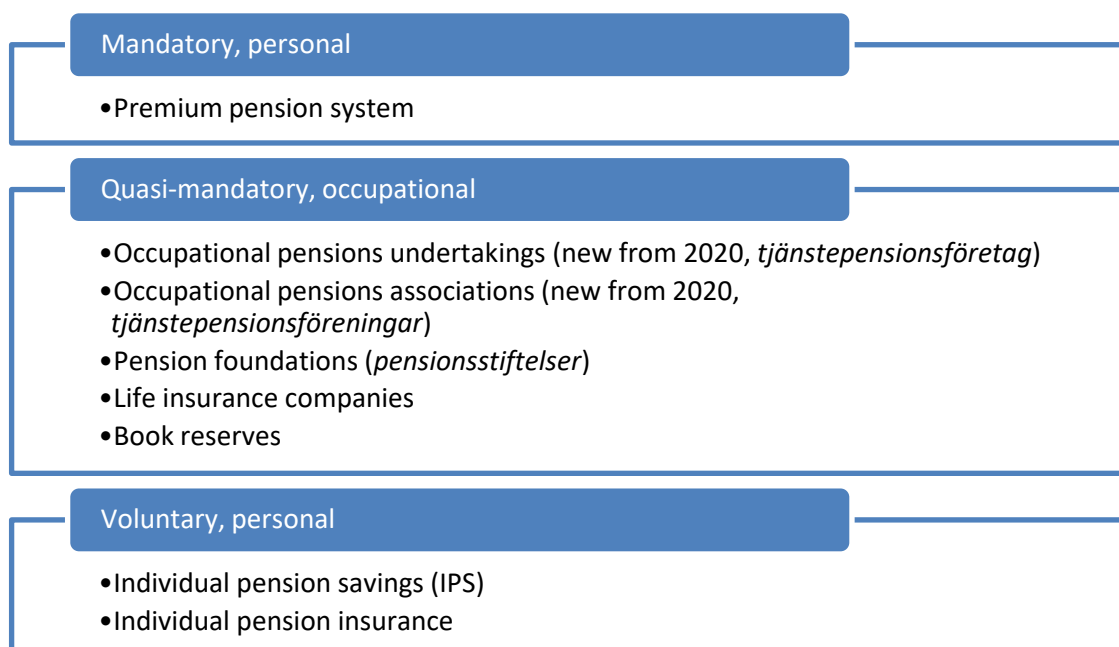 Mandatory, personal
•Premium pension system
Quasi-mandatory, occupational
•Occupational pensions undertakings (new from 2020, tjänstepensionsföretag)
•Occupational pensions associations (new from 2020,
tjänstepensionsföreningar)
•Pension foundations (pensionsstiftelser)
•Life insurance companies
•Book reserves
Voluntary, personal
•Individual pension savings (IPS)
•Individual pension insurance